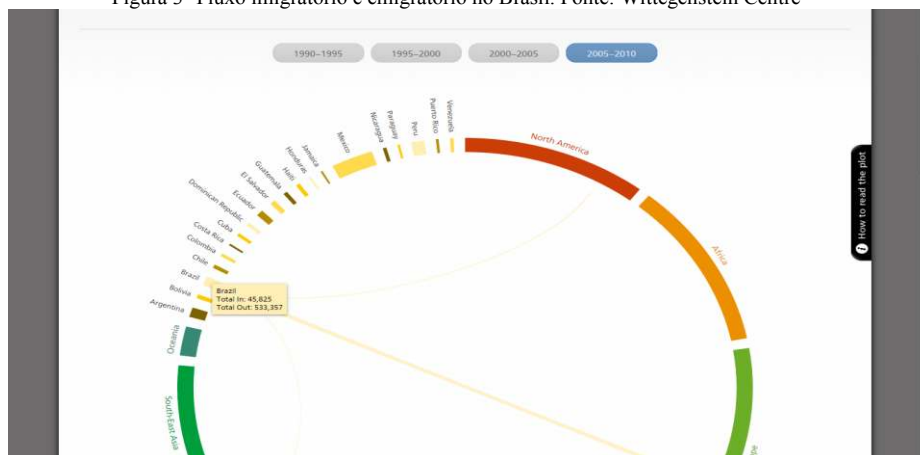 Figura 3- Fluxo imigratório e emigratório no Brasil. Fonte: Wittegenstein Centre
1990–1995
1995–2000
2000–2005
2005–2010
Venezuela
Puerto Rico
Peru
Paraguay
Nicaragua
Mexico
Jamaica
Honduras
Haiti
Guatemala
El Salvador
Ecuador
Dominican Republic
Cuba
Costa Rica
Colombia
Chile
Brazil
Bolivia
Argentina
Oceania
South-East Asia
North America
Africa
Brazil
Total In: 45,825
Total Out: 533,357
How to read the plot